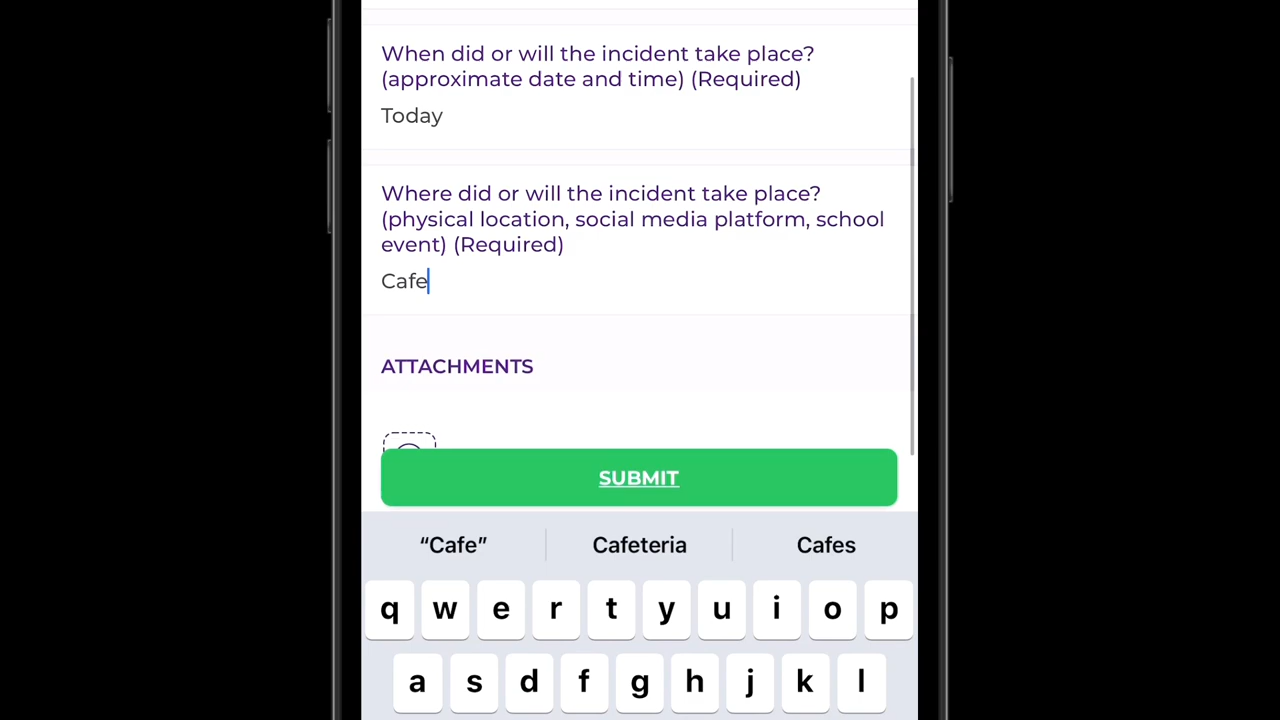 When did or will the incident take place?
(approximate date and time) (Required)
Today
Where did or will the incident take place?
(physical location, social media platform, school
event) (Required)
Cafe
ATTACHMENTS
SUBMIT
“Cafe” Cafeteria Cafes
q w e r t y u i o p
a s d f g h j k l